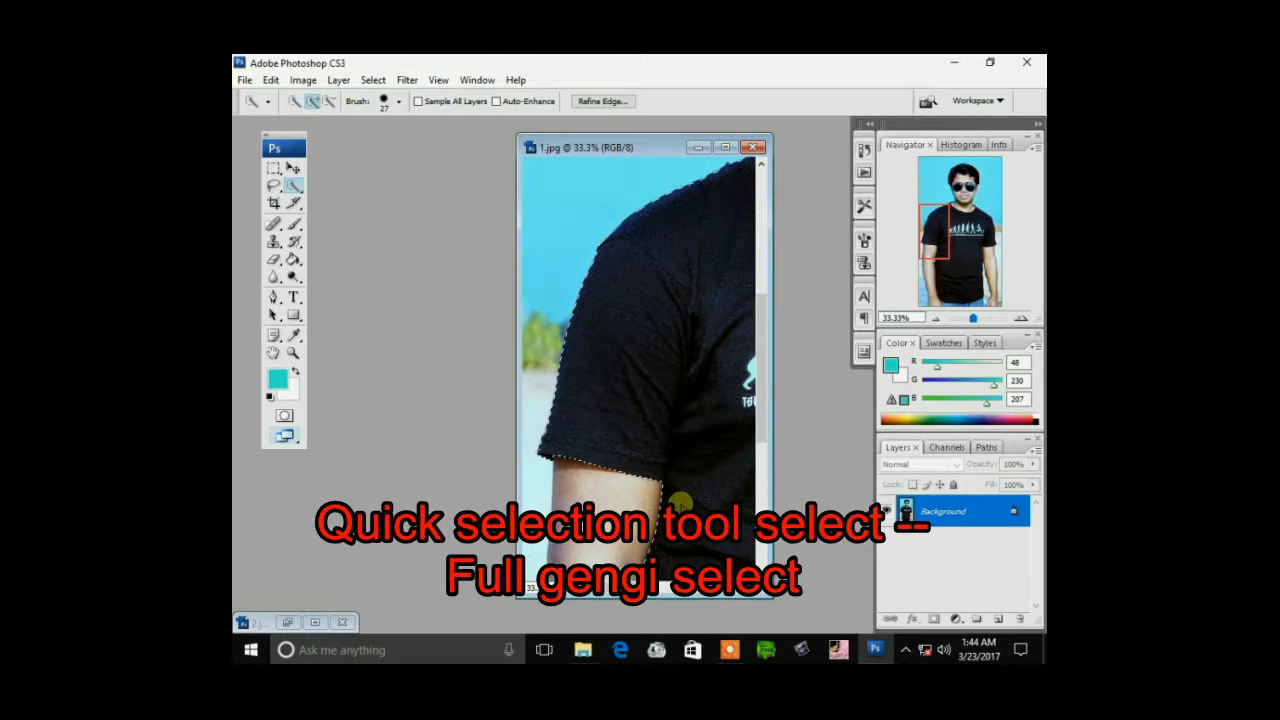 Adobe Photoshop CS3
File Edit Image Layer Select Filter View Window Help
Brush: 27 Sample All Layers Auto-Enhance Refine Edge... Workspace
Ps
1.jpg @ 33.3% (RGB/8)
Navigator Histogram Info
33.33%
Color Swatches Styles
R 48
G 230
B 207
Layers Channels Paths
Normal Opacity: 100%
Lock: Fill: 100%
Background
Quick selection tool select --
Full gengi select
Ask me anything
1:44 AM
3/23/2017